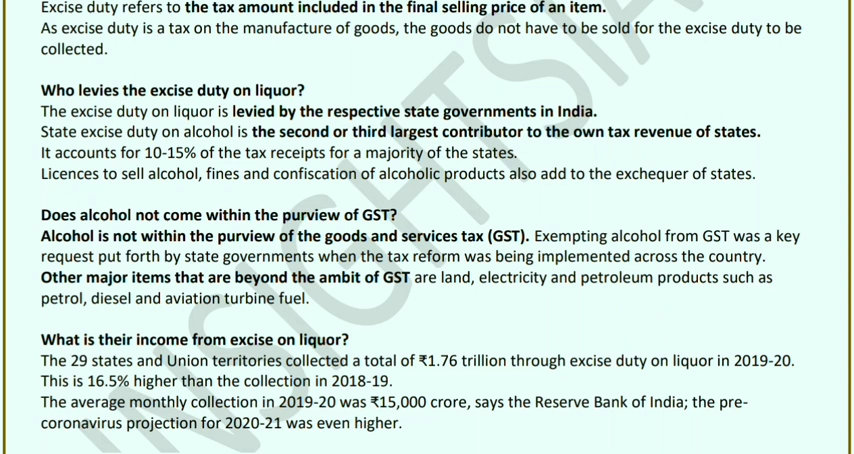 Excise duty refers to the tax amount included in the final selling price of an item.
As excise duty is a tax on the manufacture of goods, the goods do not have to be sold for the excise duty to be
collected.
Who levies the excise duty on liquor?
The excise duty on liquor is levied by the respective state governments in India.
State excise duty on alcohol is the second or third largest contributor to the own tax revenue of states.
It accounts for 10-15% of the tax receipts for a majority of the states.
Licences to sell alcohol, fines and confiscation of alcoholic products also add to the exchequer of states.
Does alcohol not come within the purview of GST?
Alcohol is not within the purview of the goods and services tax (GST). Exempting alcohol from GST was a key
request put forth by state governments when the tax reform was being implemented across the country.
Other major items that are beyond the ambit of GST are land, electricity and petroleum products such as
petrol, diesel and aviation turbine fuel.
What is their income from excise on liquor?
The 29 states and Union territories collected a total of ₹1.76 trillion through excise duty on liquor in 2019-20.
This is 16.5% higher than the collection in 2018-19.
The average monthly collection in 2019-20 was ₹15,000 crore, says the Reserve Bank of India; the pre-
coronavirus projection for 2020-21 was even higher.
INSIGHTSIA